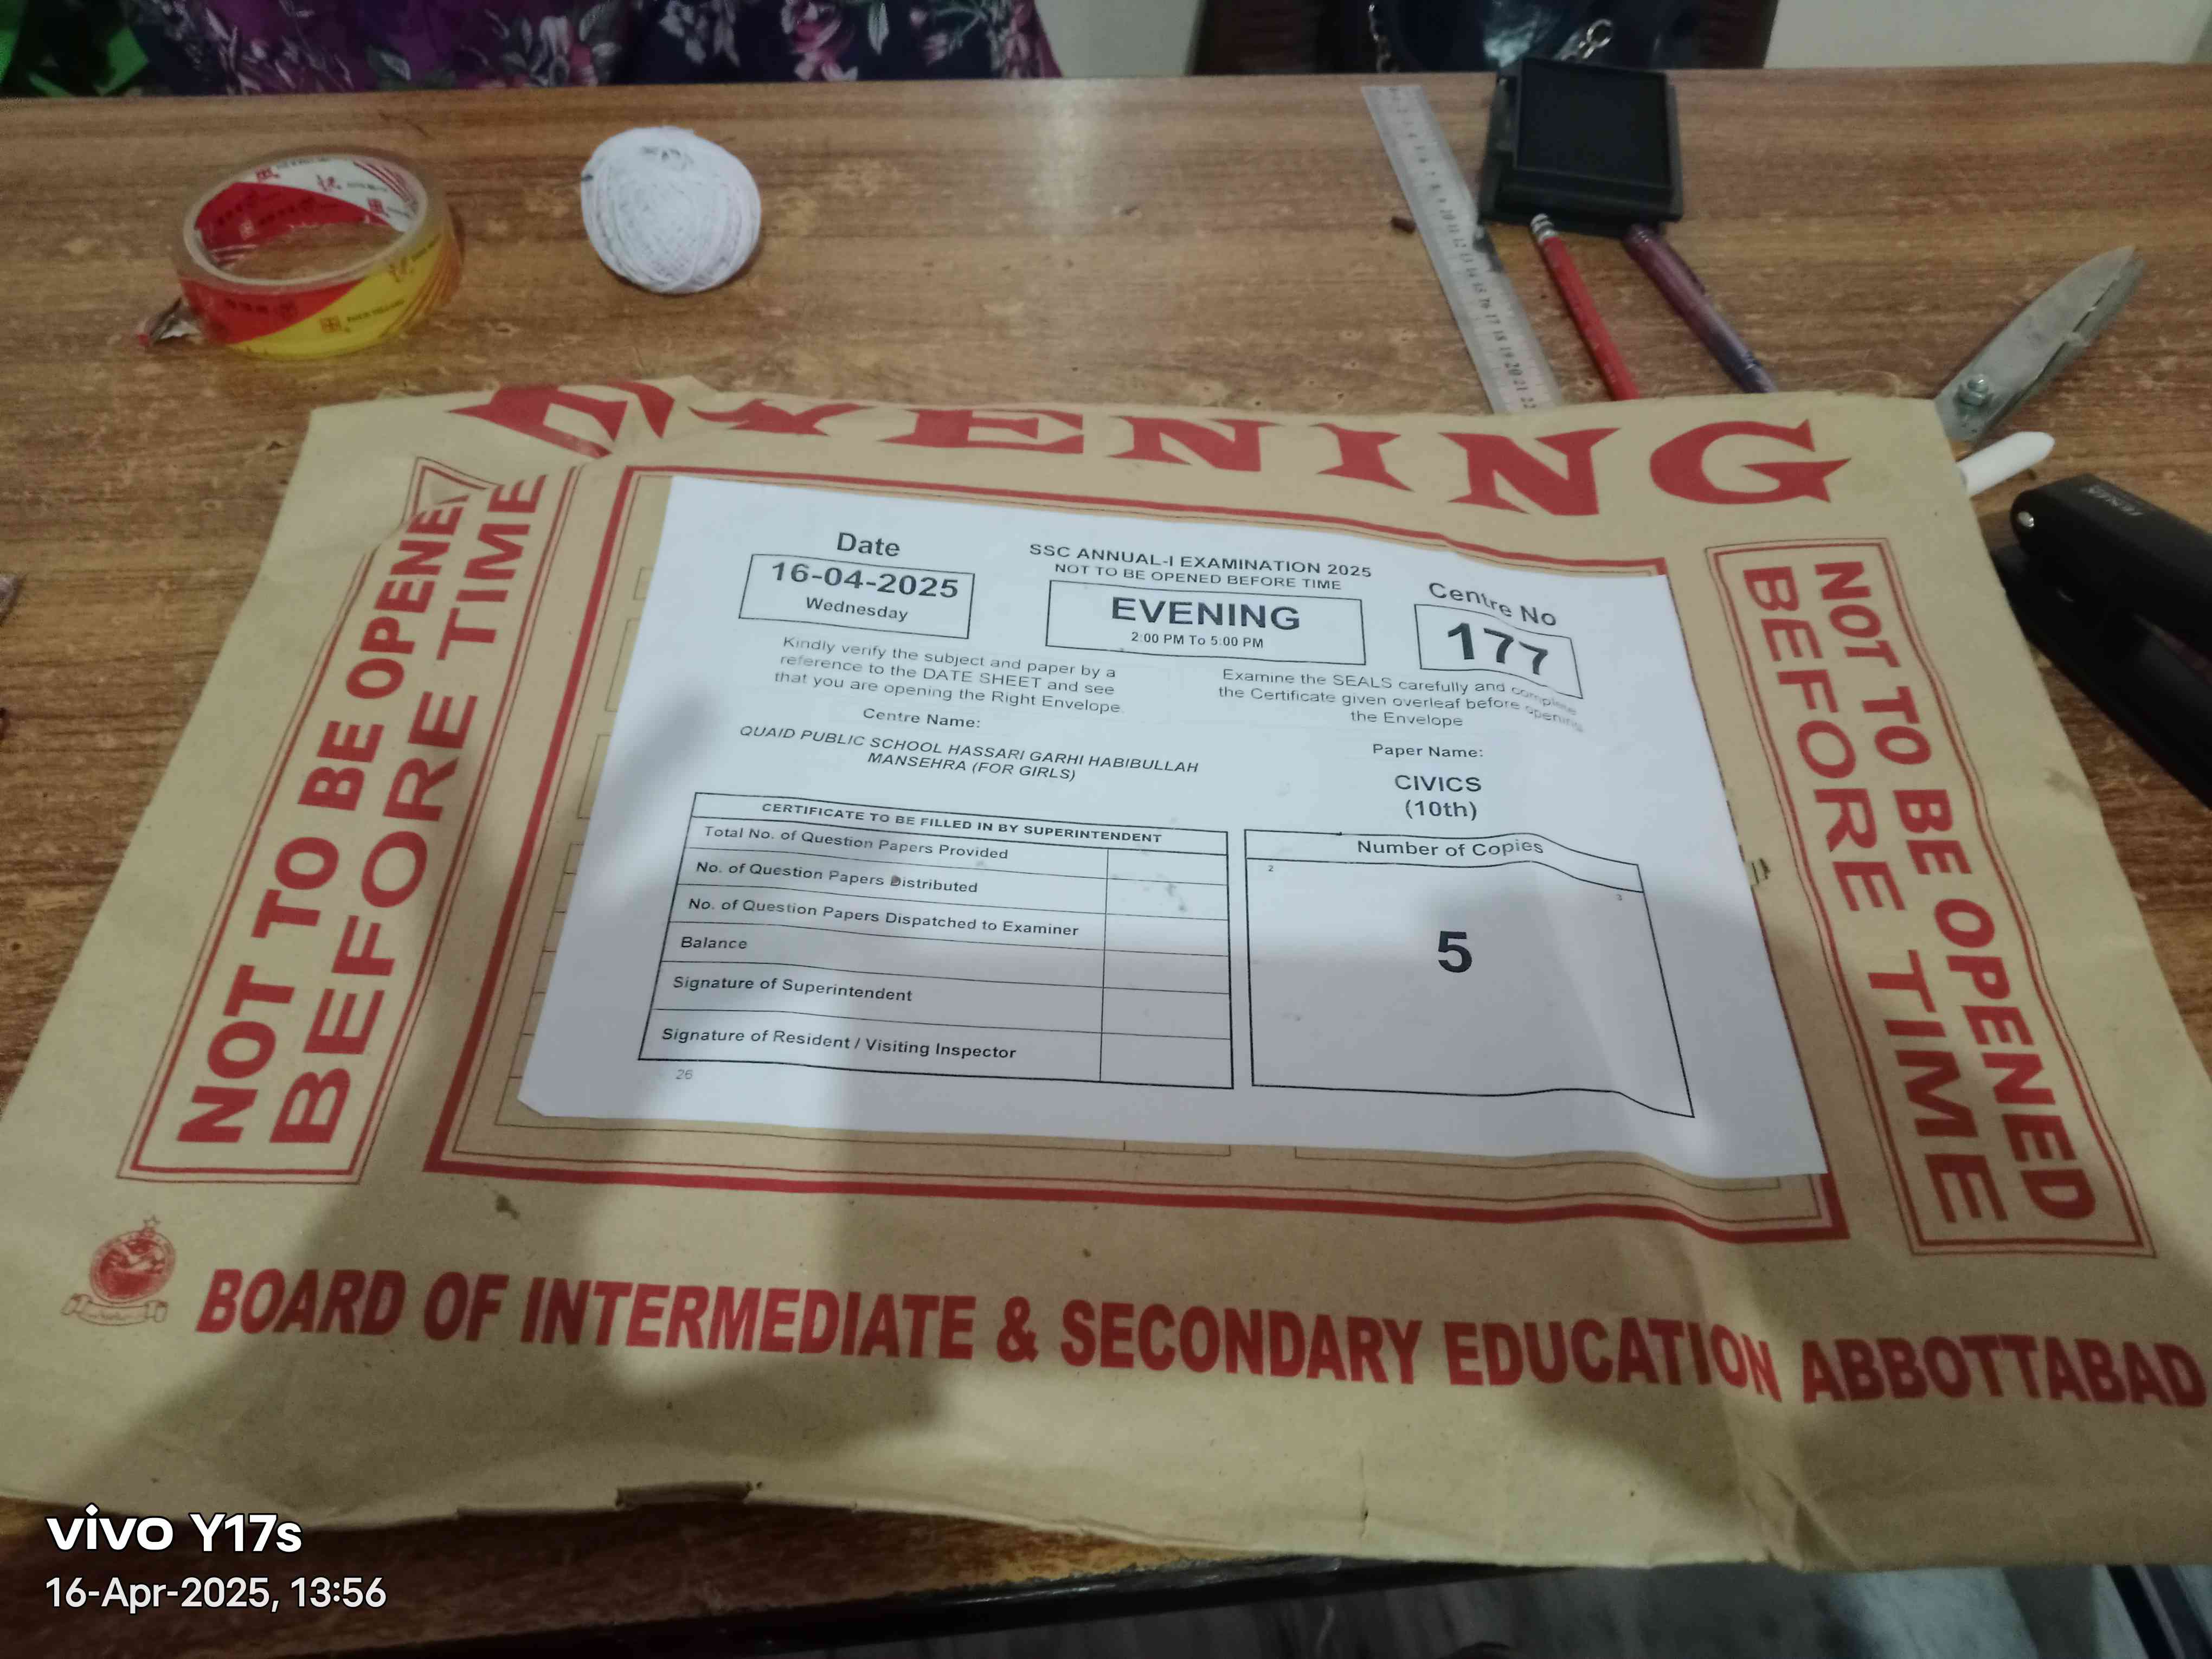 EVENING
NOT TO BE OPENE
BEFORE TIME
Date
16-04-2025
Wednesday
SSC ANNUAL-I EXAMINATION 2025
NOT TO BE OPENED BEFORE TIME
EVENING
2:00 PM To 5:00 PM
Centre No
177
Kindly verify the subject and paper by a
reference to the DATE SHEET and see
that you are opening the Right Envelope
Examine the SEALS carefully and complete
the Certificate given overleaf before opening
the Envelope
Centre Name:
QUAID PUBLIC SCHOOL HASSARI GARHI HABIBULLAH
MANSEHRA (FOR GIRLS)
Paper Name:
CIVICS
(10th)
CERTIFICATE TO BE FILLED IN BY SUPERINTENDENT
Total No. of Question Papers Provided
No. of Question Papers Distributed
No. of Question Papers Dispatched to Examiner
Balance
Signature of Superintendent
Signature of Resident / Visiting Inspector
26
Number of Copies
2
3
5
NOT TO BE OPENED
BEFORE TIME
BOARD OF INTERMEDIATE & SECONDARY EDUCATION ABBOTTABAD
vivo Y17s
16-Apr-2025, 13:56